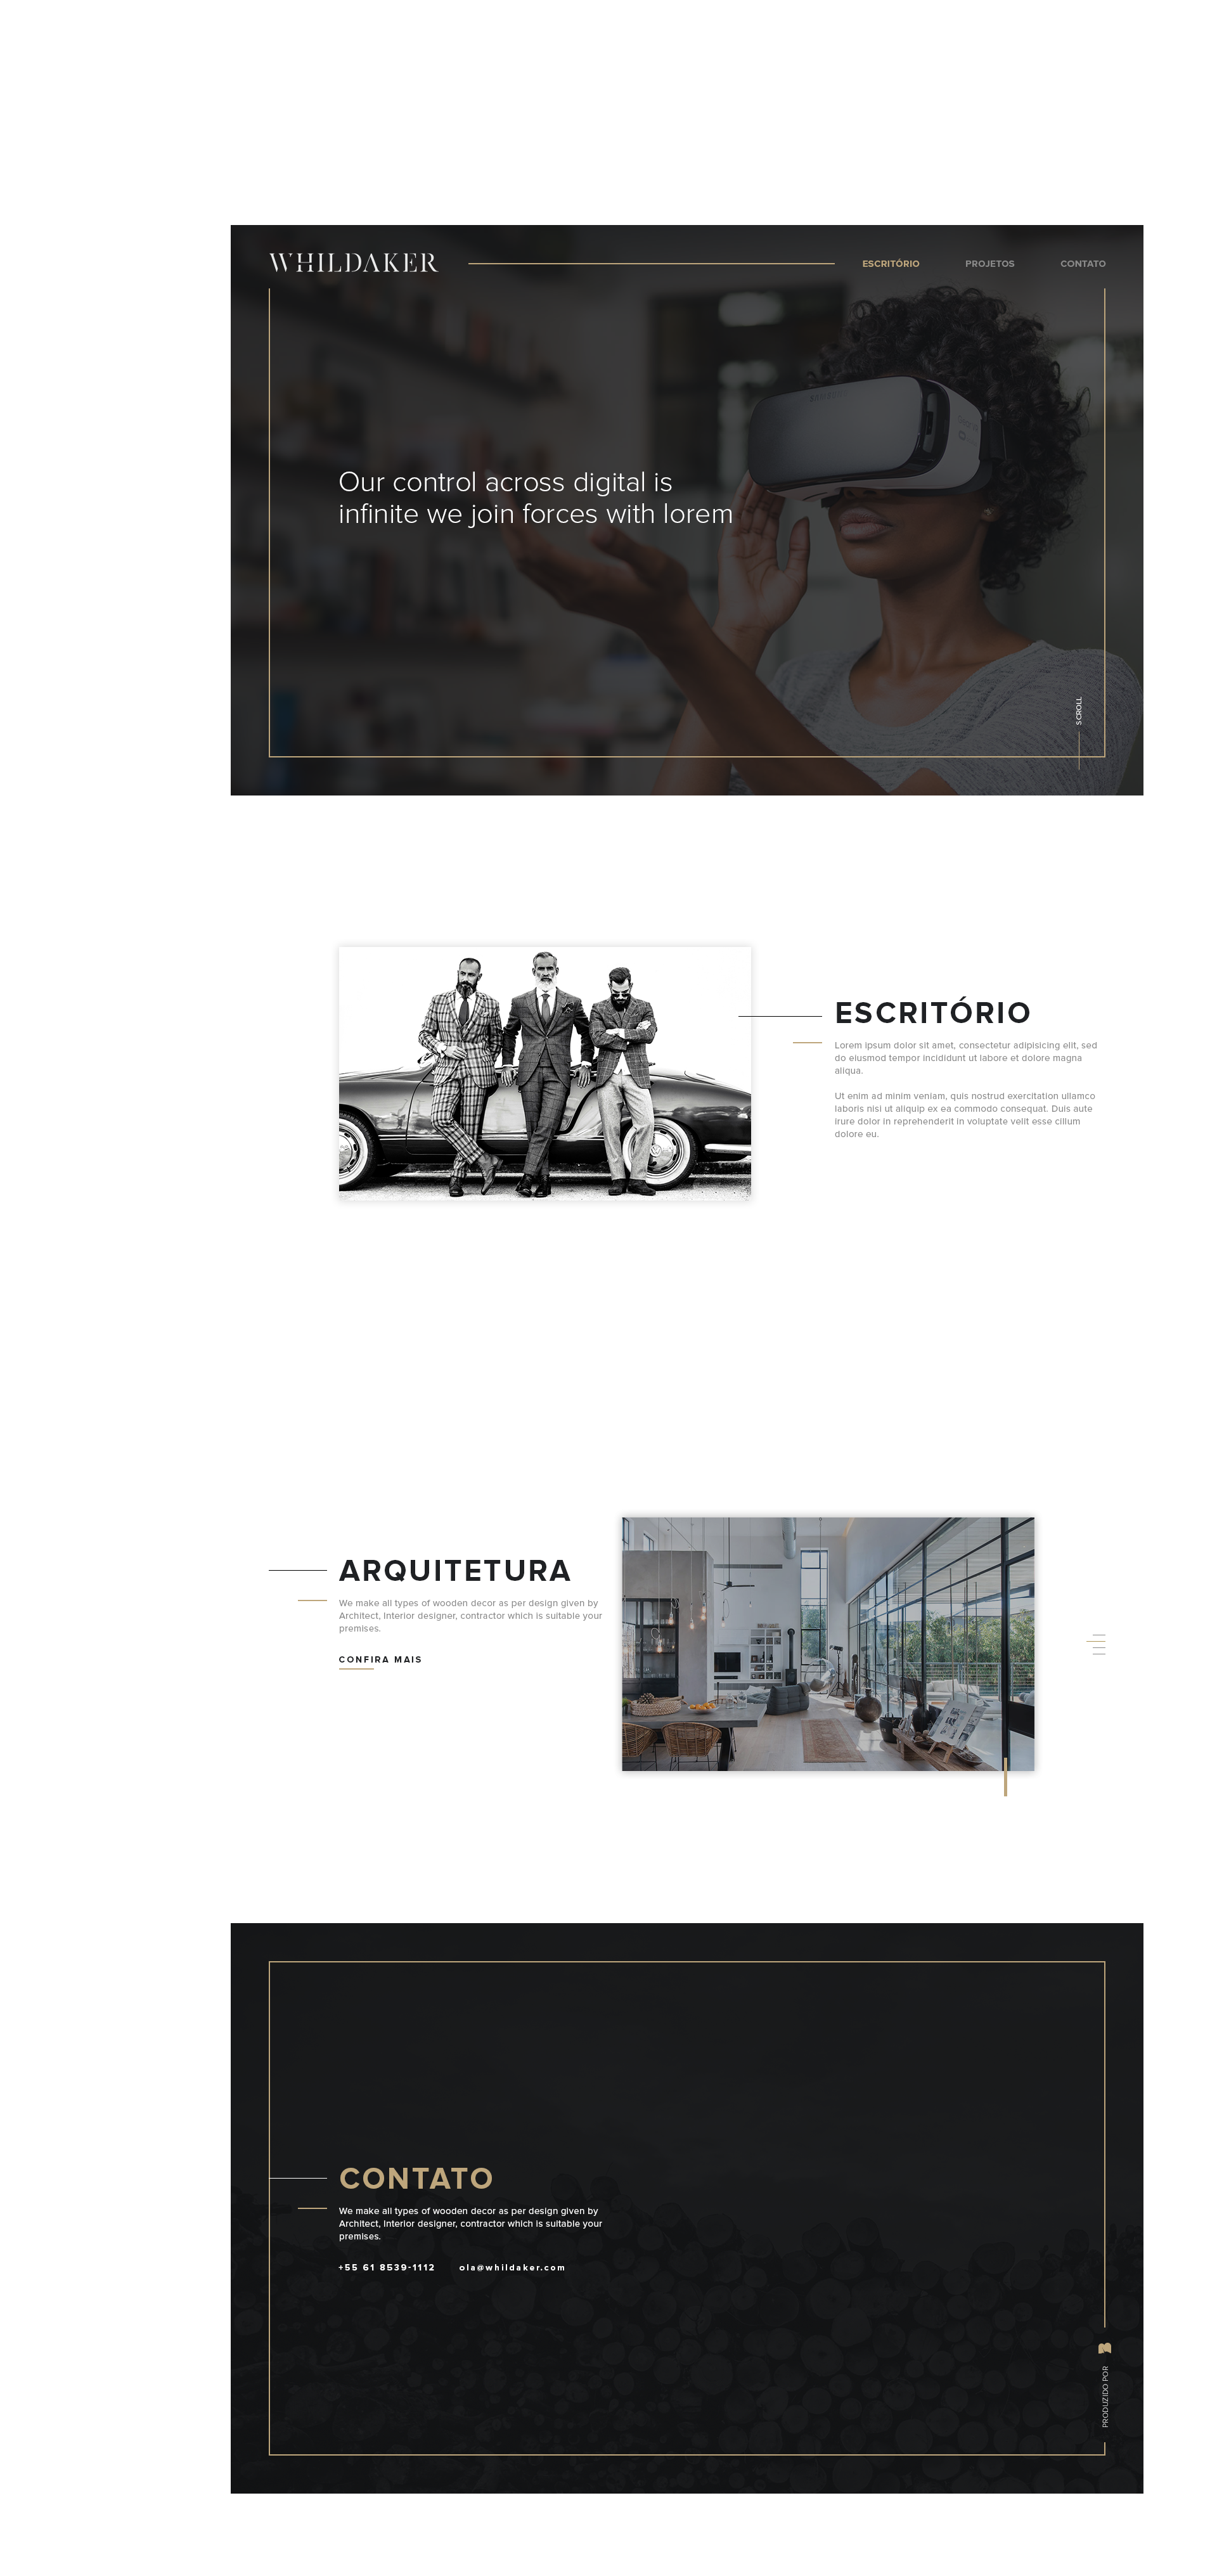 WHILDAKER
ESCRITÓRIO PROJETOS CONTATO
SAMSUNG
Our control across digital is
infinite we join forces with lorem
SCROLL
ESCRITÓRIO
Lorem ipsum dolor sit amet, consectetur adipisicing elit, sed
do eiusmod tempor incididunt ut labore et dolore magna
aliqua.
Ut enim ad minim veniam, quis nostrud exercitation ullamco
laboris nisi ut aliquip ex ea commodo consequat. Duis aute
irure dolor in reprehenderit in voluptate velit esse cillum
dolore eu.
ARQUITETURA
We make all types of wooden decor as per design given by
Architect, Interior designer, contractor which is suitable your
premises.
CONFIRA MAIS
CONTATO
We make all types of wooden decor as per design given by
Architect, Interior designer, contractor which is suitable your
premises.
+55 61 8539-1112 ola@whildaker.com
PRODUZIDO POR